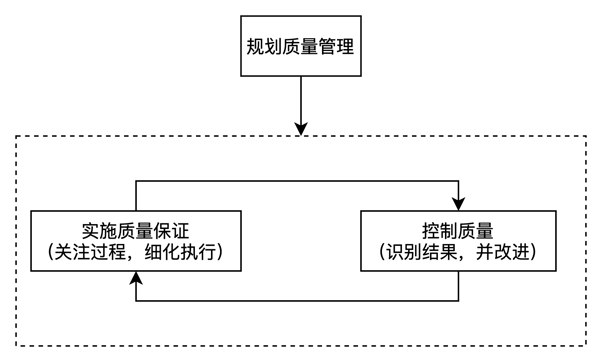 规划质量管理
实施质量保证
（关注过程，细化执行）
控制质量
（识别结果，并改进）